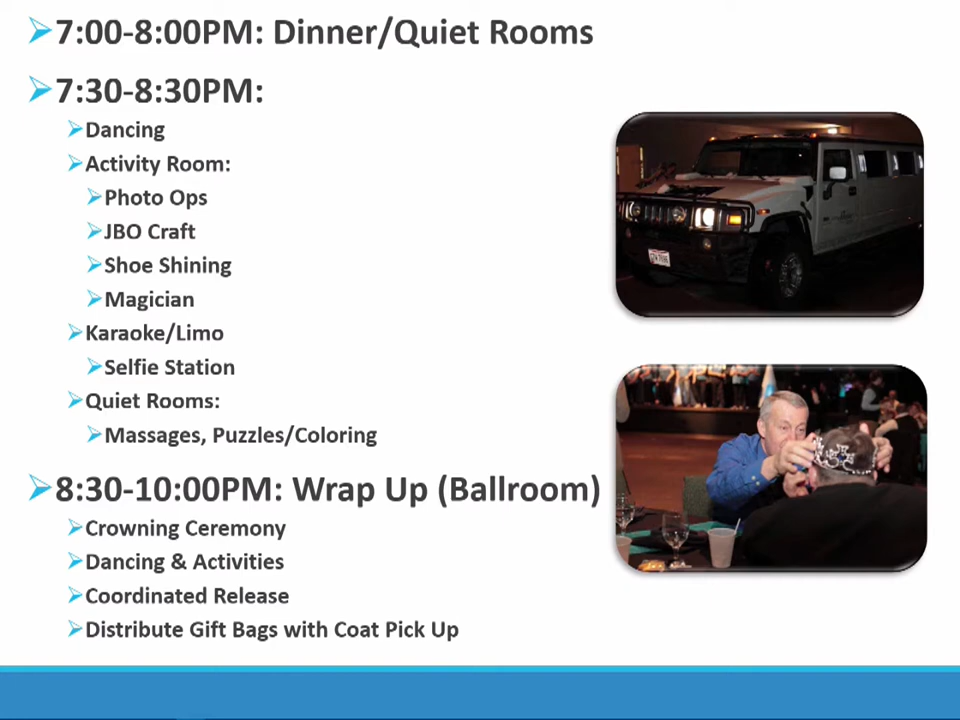 7:00-8:00PM: Dinner/Quiet Rooms
7:30-8:30PM:
Dancing
Activity Room:
Photo Ops
JBO Craft
Shoe Shining
Magician
Karaoke/Limo
Selfie Station
Quiet Rooms:
Massages, Puzzles/Coloring
8:30-10:00PM: Wrap Up (Ballroom)
Crowning Ceremony
Dancing & Activities
Coordinated Release
Distribute Gift Bags with Coat Pick Up